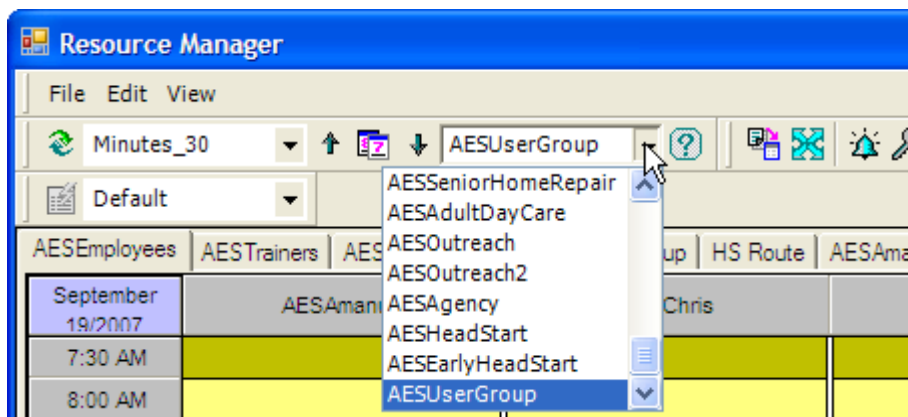 Resource Manager
File Edit View
Minutes_30
AESUserGroup
Default
AESSeniorHomeRepair
AESAdultDayCare
AESOutreach
AESOutreach2
AESAgency
AESHeadStart
AESEarlyHeadStart
AESUserGroup
AESEmployees AESTrainers HS Route
September
19/2007
Chris
7:30 AM
8:00 AM